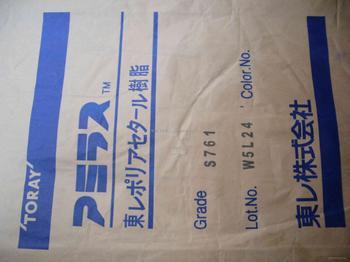 TORAY
アミラス™
東レポリアセタール樹脂
Grade S761
Lot.No. W5L24 ' Color.No.
東レ株式会社